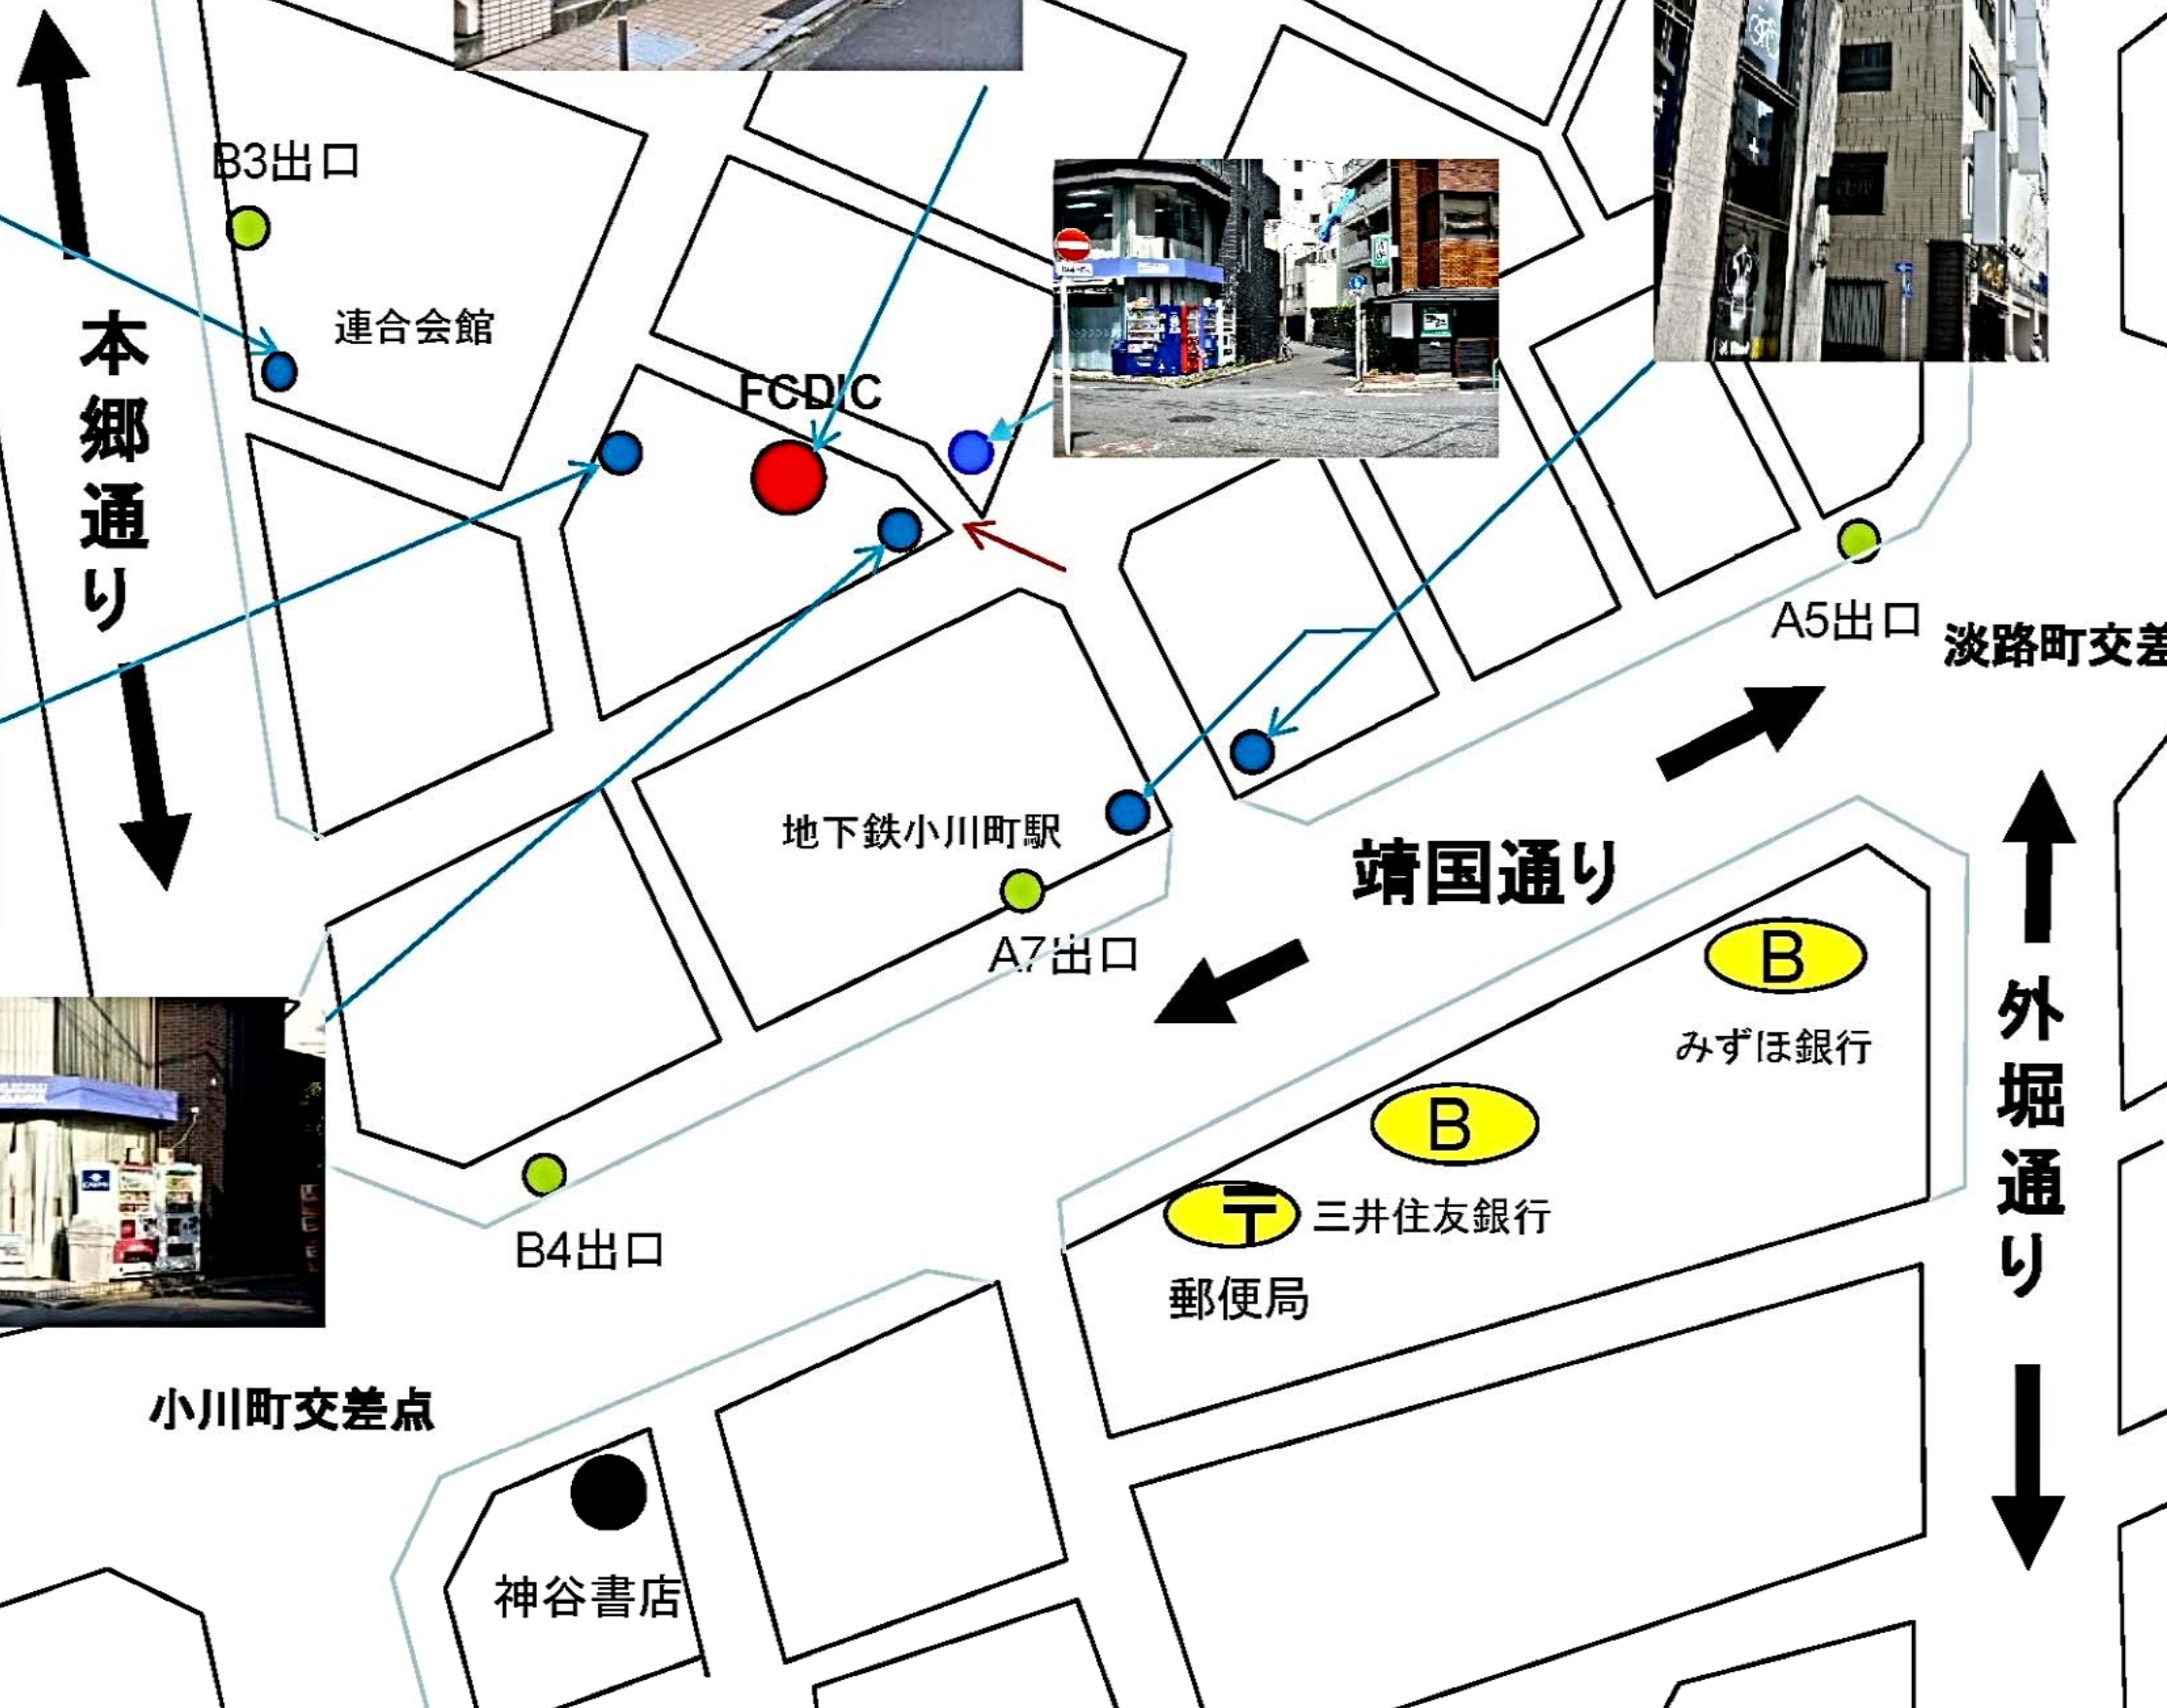 B3出口
連合会館
本郷通り
FCDIC
A5出口
淡路町交差
地下鉄小川町駅
靖国通り
A7出口
B
みずほ銀行
外堀通り
B
〒
三井住友銀行
B4出口
郵便局
小川町交差点
神谷書店